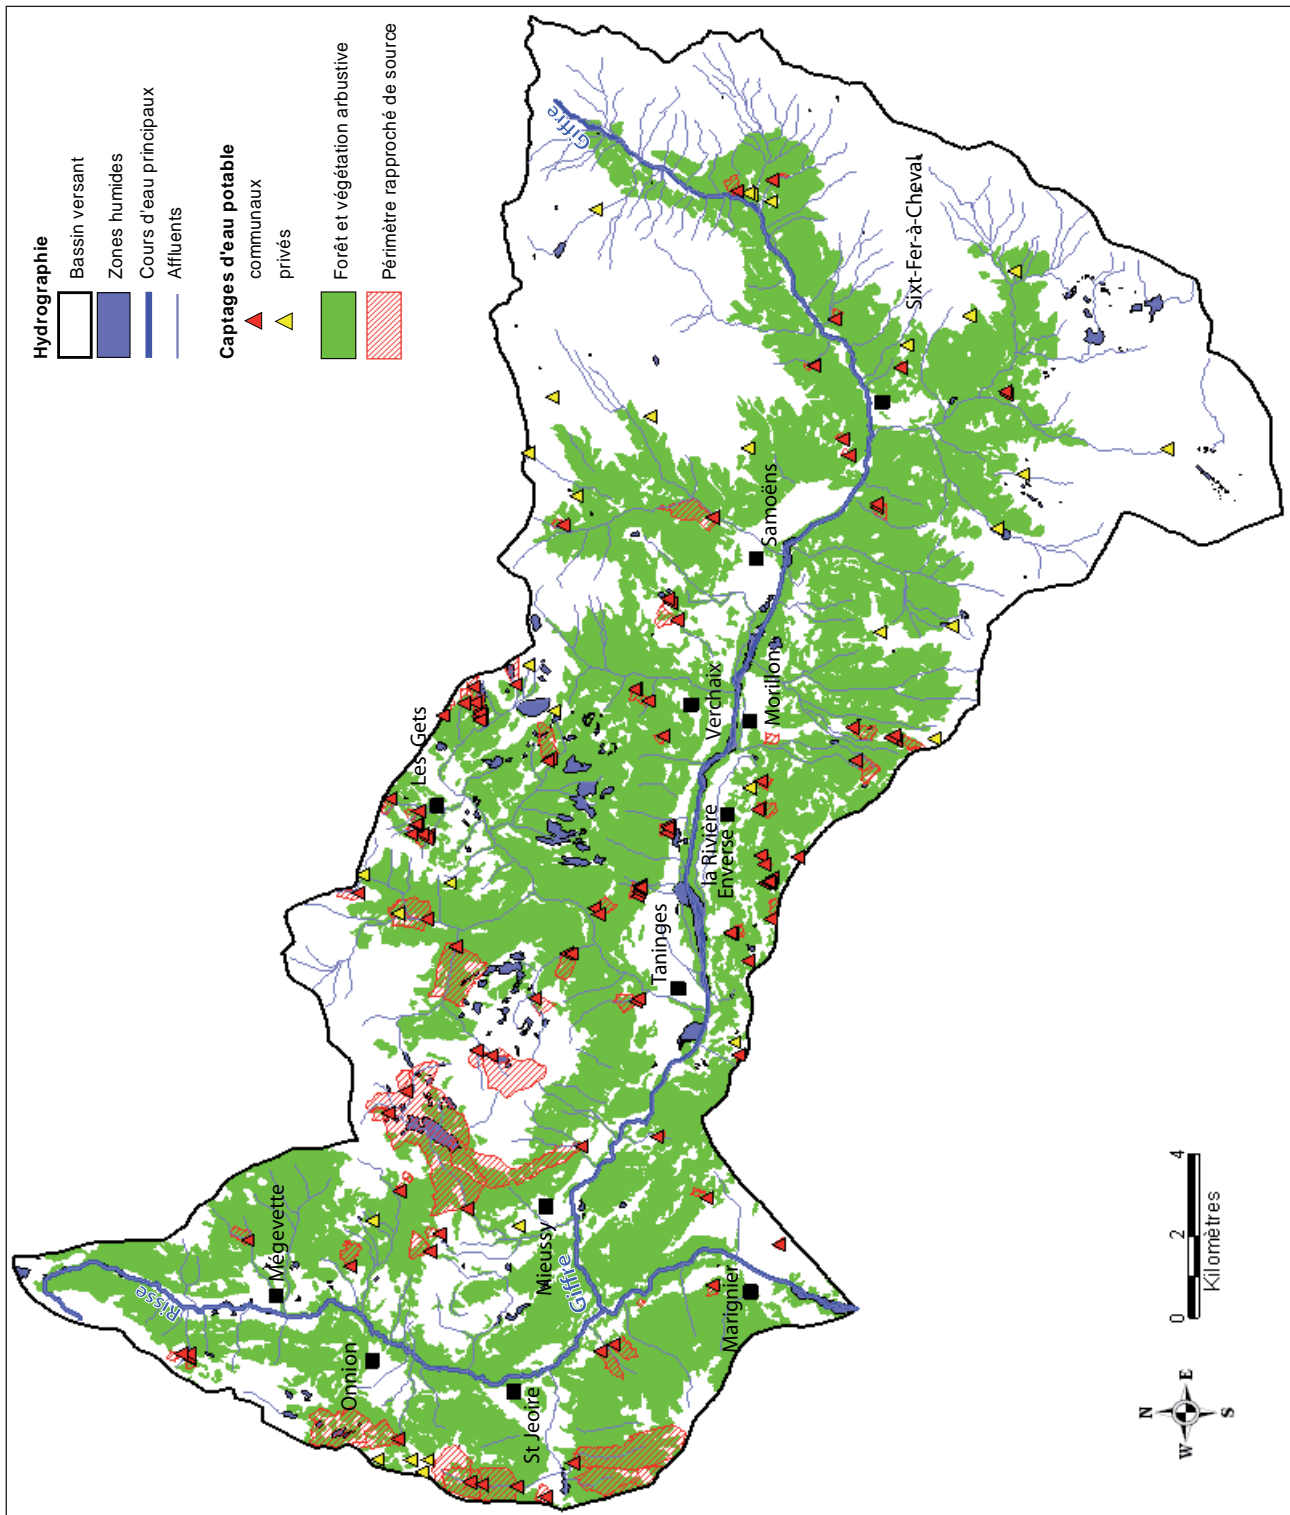 Hydrographie
Bassin versant
Zones humides
Cours d'eau principaux
Affluents
Captages d'eau potable
communaux
privés
Forêt et végétation arbustive
Périmètre rapproché de source
Giffre
Sixt-Fer-à-Cheval
Samoëns
Morillon
Verchaix
Les Gets
la Rivière
Enverse
Taninges
Mieussy
Giffre
Marignier
Mégevette
Risse
Onnion
St Jeoire
0 2 4
Kilomètres
N
W E
S